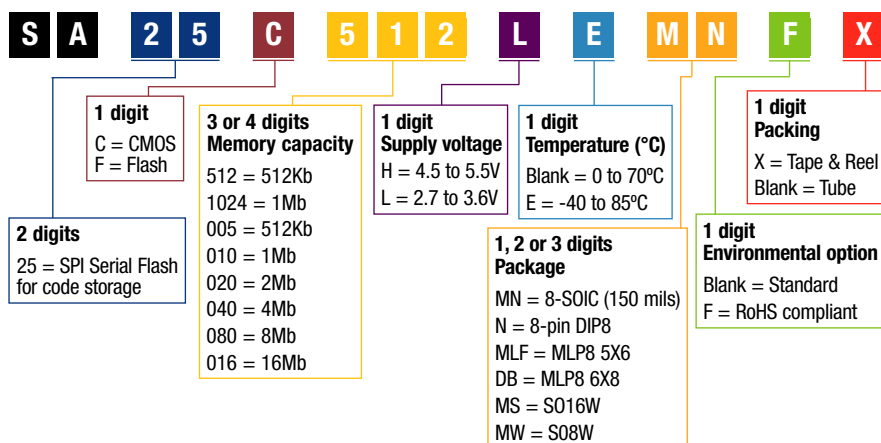 S A 2 5 C 5 1 2 L E M N F X
1 digit
C = CMOS
F = Flash
3 or 4 digits
Memory capacity
512 = 512Kb
1024 = 1Mb
005 = 512Kb
010 = 1Mb
020 = 2Mb
040 = 4Mb
080 = 8Mb
016 = 16Mb
1 digit
Supply voltage
H = 4.5 to 5.5V
L = 2.7 to 3.6V
1 digit
Temperature (°C)
Blank = 0 to 70ºC
E = -40 to 85ºC
1 digit
Packing
X = Tape & Reel
Blank = Tube
2 digits
25 = SPI Serial Flash
for code storage
1, 2 or 3 digits
Package
MN = 8-SOIC (150 mils)
N = 8-pin DIP8
MLF = MLP8 5X6
DB = MLP8 6X8
MS = SO16W
MW = S08W
1 digit
Environmental option
Blank = Standard
F = RoHS compliant